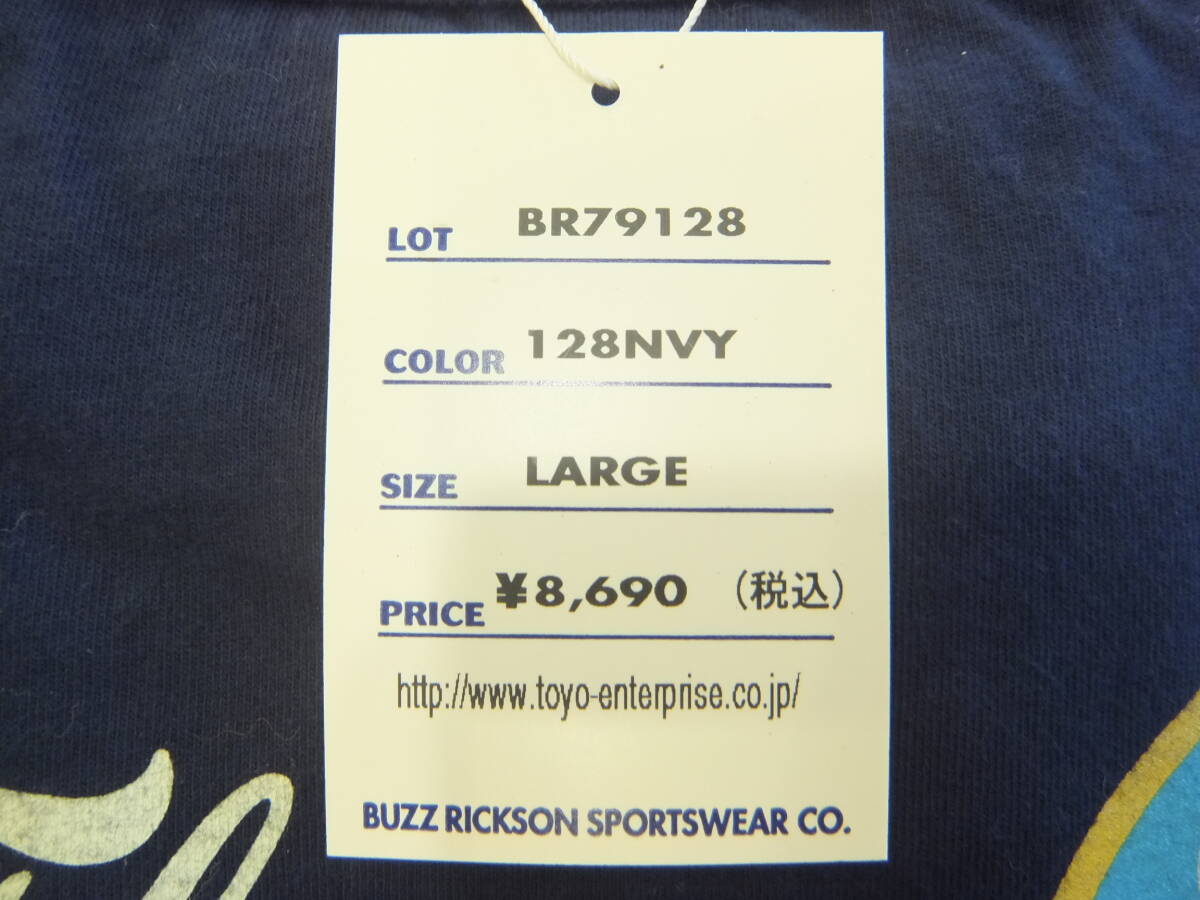 LOT BR79128
COLOR 128NVY
SIZE LARGE
PRICE ¥8,690 (税込)
http://www.toyo-enterprise.co.jp/
BUZZ RICKSON SPORTSWEAR CO.